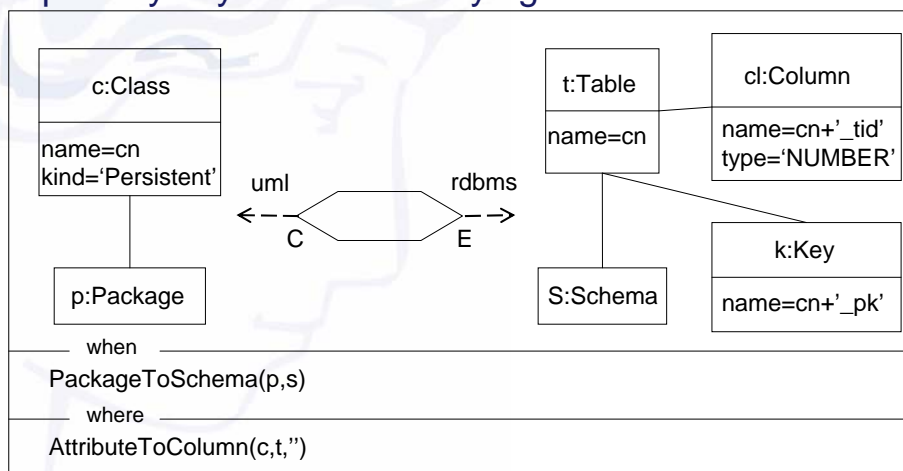 c:Class
name=cn
kind='Persistent'
p:Package
uml
C
rdbms
E
t:Table
name=cn
cl:Column
name=cn+'_tid'
type='NUMBER'
S:Schema
k:Key
name=cn+'_pk'
when
PackageToSchema(p,s)
where
AttributeToColumn(c,t,'')